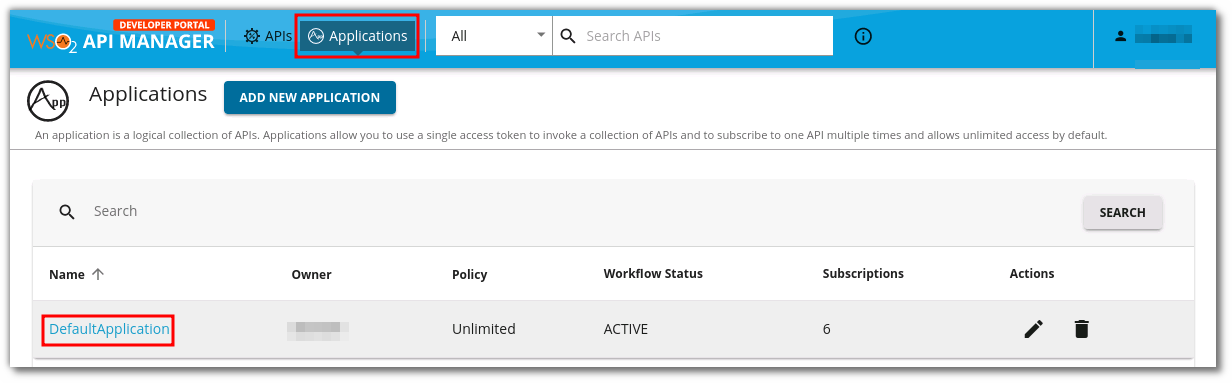 DEVELOPER PORTAL
WSO2 API MANAGER
APIs
Applications
All
Search APIs
App
Applications
ADD NEW APPLICATION
An application is a logical collection of APIs. Applications allow you to use a single access token to invoke a collection of APIs and to subscribe to one API multiple times and allows unlimited access by default.
Search
SEARCH
Name Owner Policy Workflow Status Subscriptions Actions
DefaultApplication Unlimited ACTIVE 6